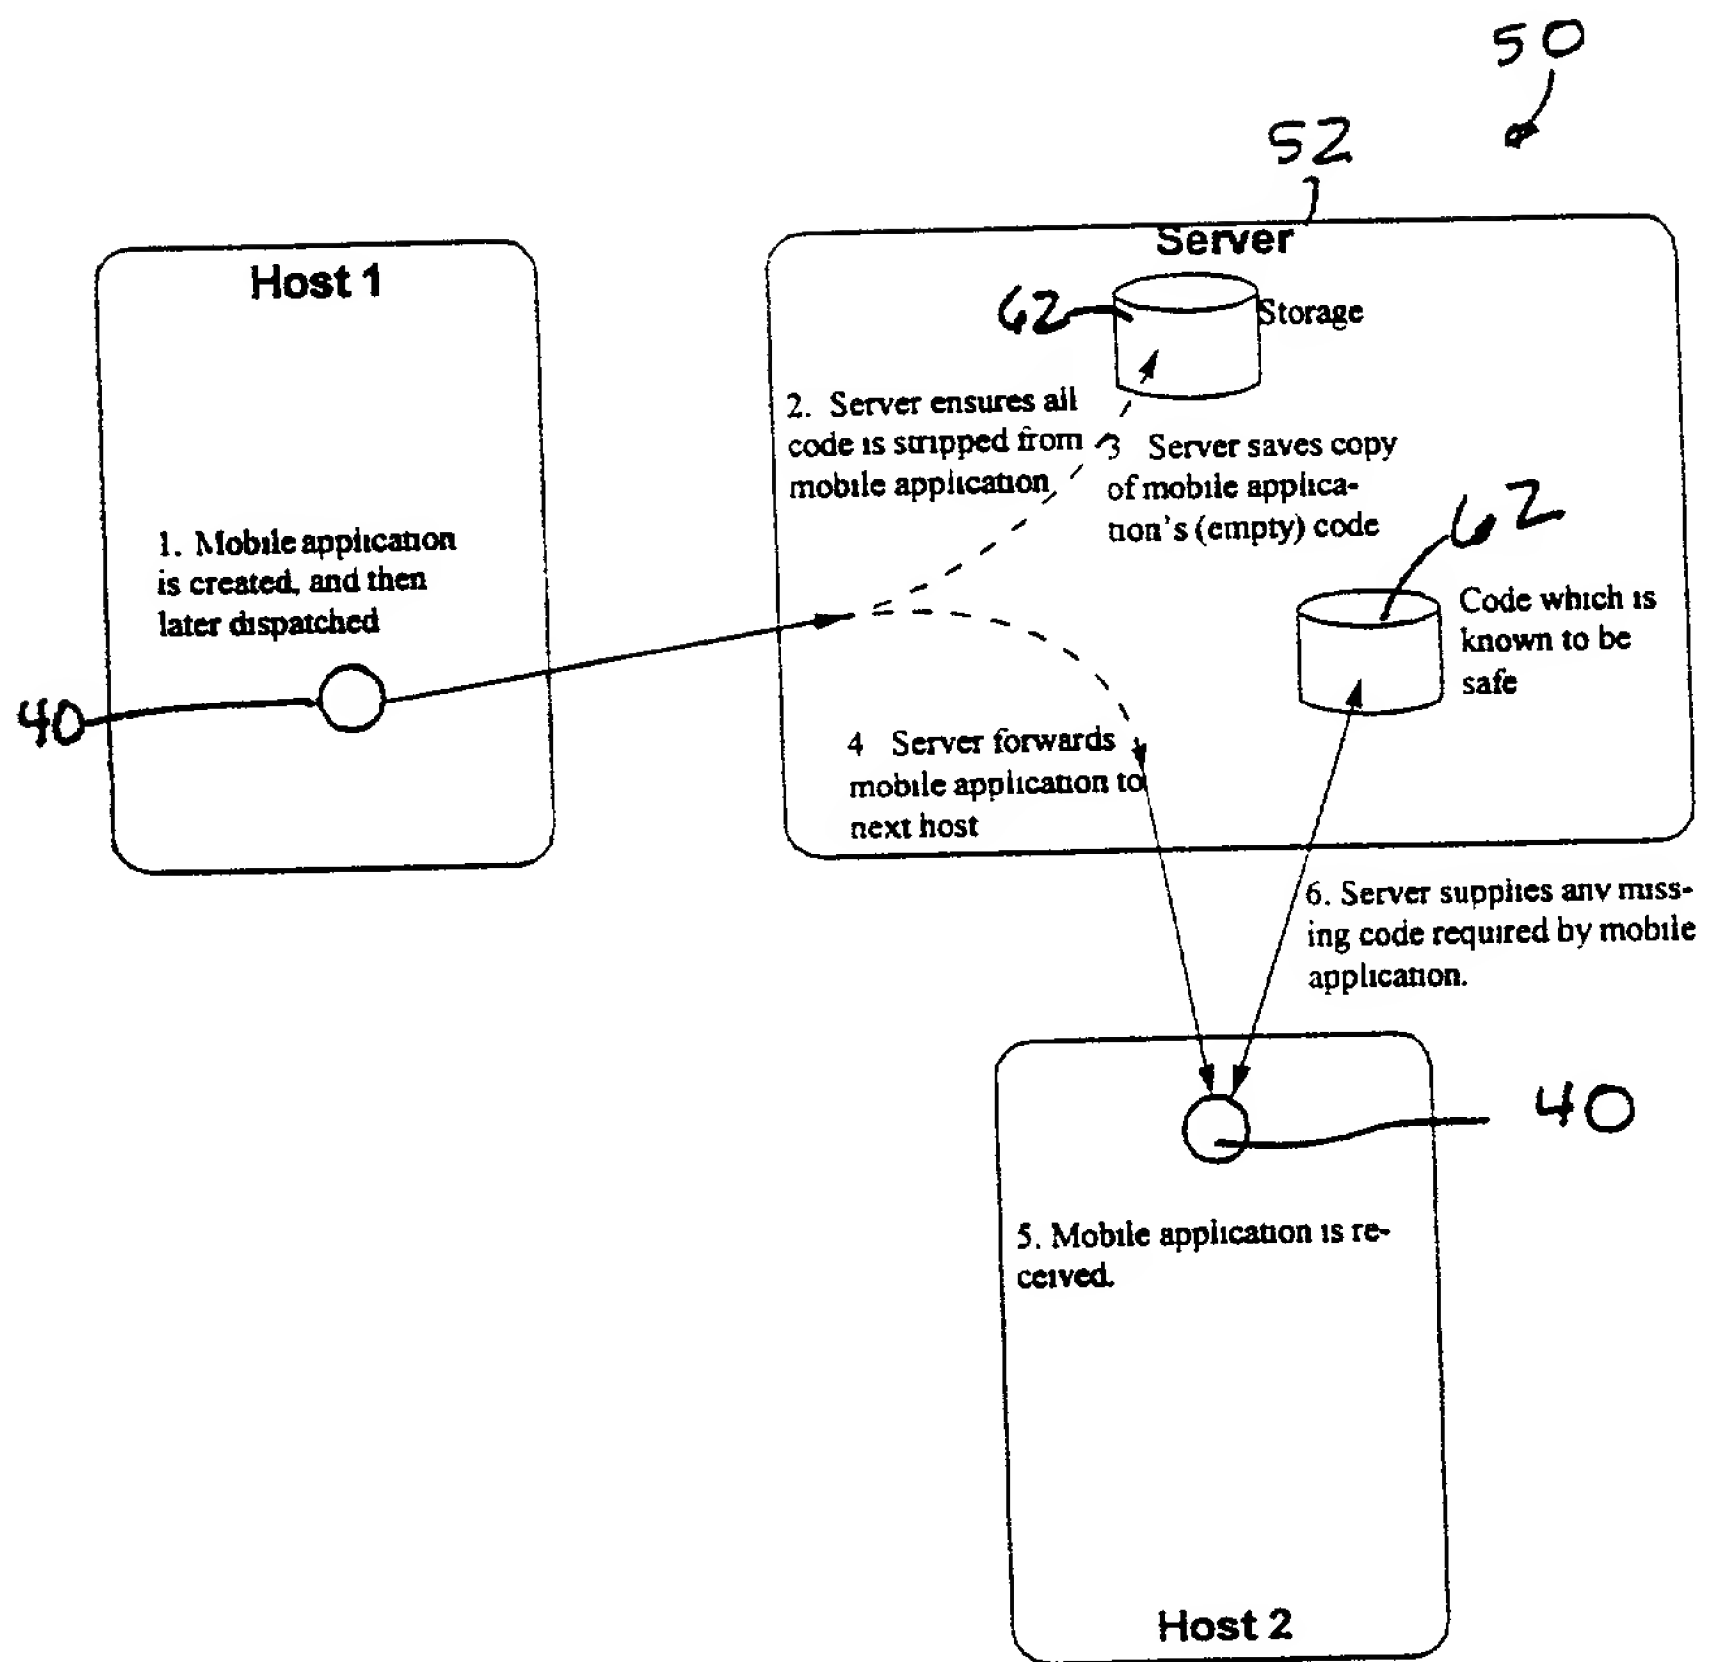 50
52
Host 1
Server
62
Storage
2. Server ensures all
code is stripped from
mobile application
3 Server saves copy
of mobile applica-
tion's (empty) code
62
1. Mobile application
is created, and then
later dispatched
Code which is
known to be
safe
40
4 Server forwards
mobile application to
next host
6. Server supplies any miss-
ing code required by mobile
application.
40
5. Mobile application is re-
ceived.
Host 2